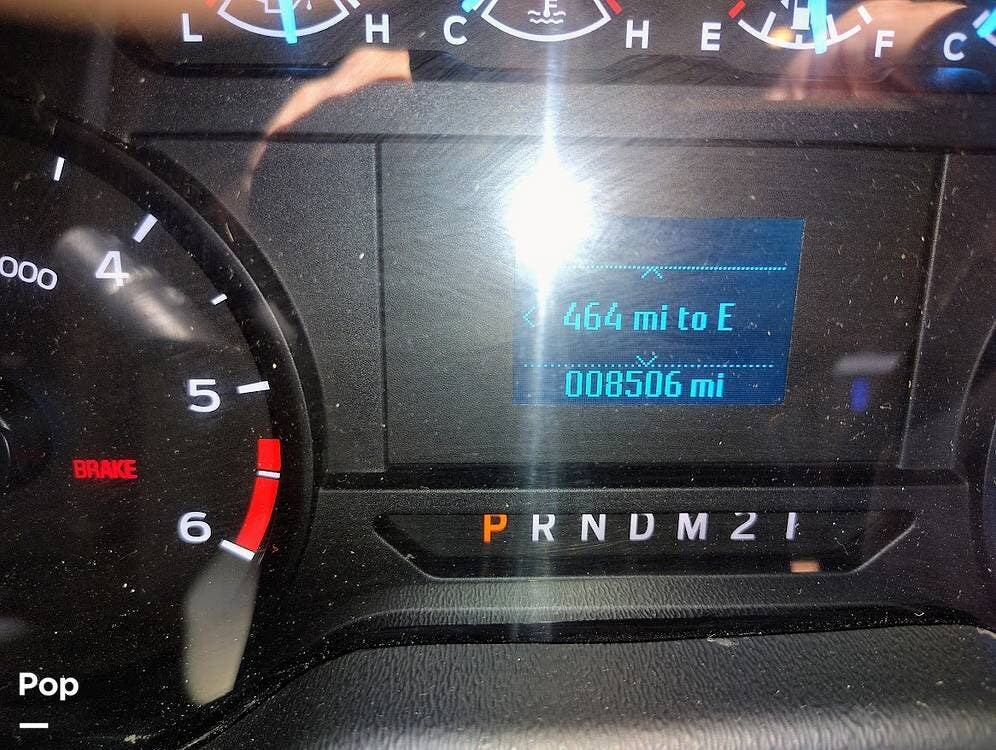 L H C H E F C
4
000
464 mi to E
5
008506 mi
BRAKE
6
P R N D M 2 1
Pop